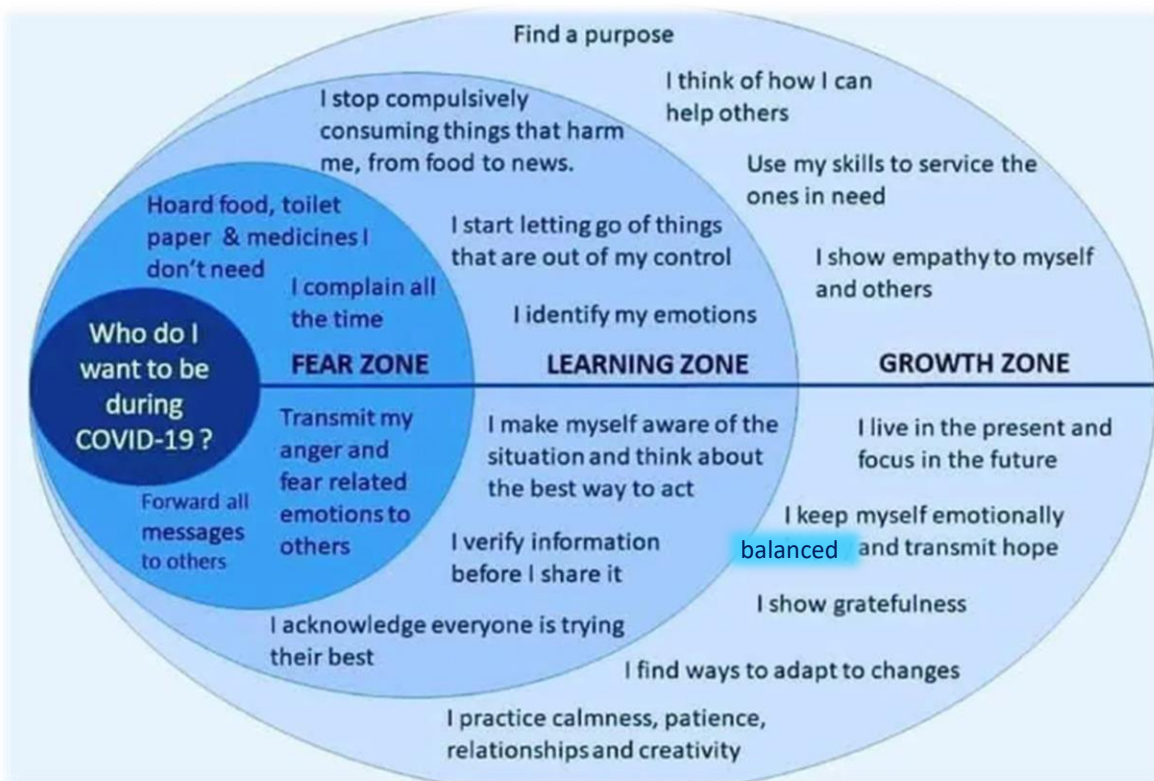 Find a purpose
I think of how I can
help others
Use my skills to service the
ones in need
I show empathy to myself
and others
I stop compulsively
consuming things that harm
me, from food to news.
I start letting go of things
that are out of my control
I identify my emotions
Hoard food, toilet
paper & medicines I
don't need
I complain all
the time
Who do I
want to be
during
COVID-19 ?
FEAR ZONE
LEARNING ZONE
GROWTH ZONE
Transmit my
anger and
fear related
emotions to
others
Forward all
messages
to others
I make myself aware of the
situation and think about
the best way to act
I verify information
before I share it
I acknowledge everyone is trying
their best
I live in the present and
focus in the future
I keep myself emotionally
balanced and transmit hope
I show gratefulness
I find ways to adapt to changes
I practice calmness, patience,
relationships and creativity